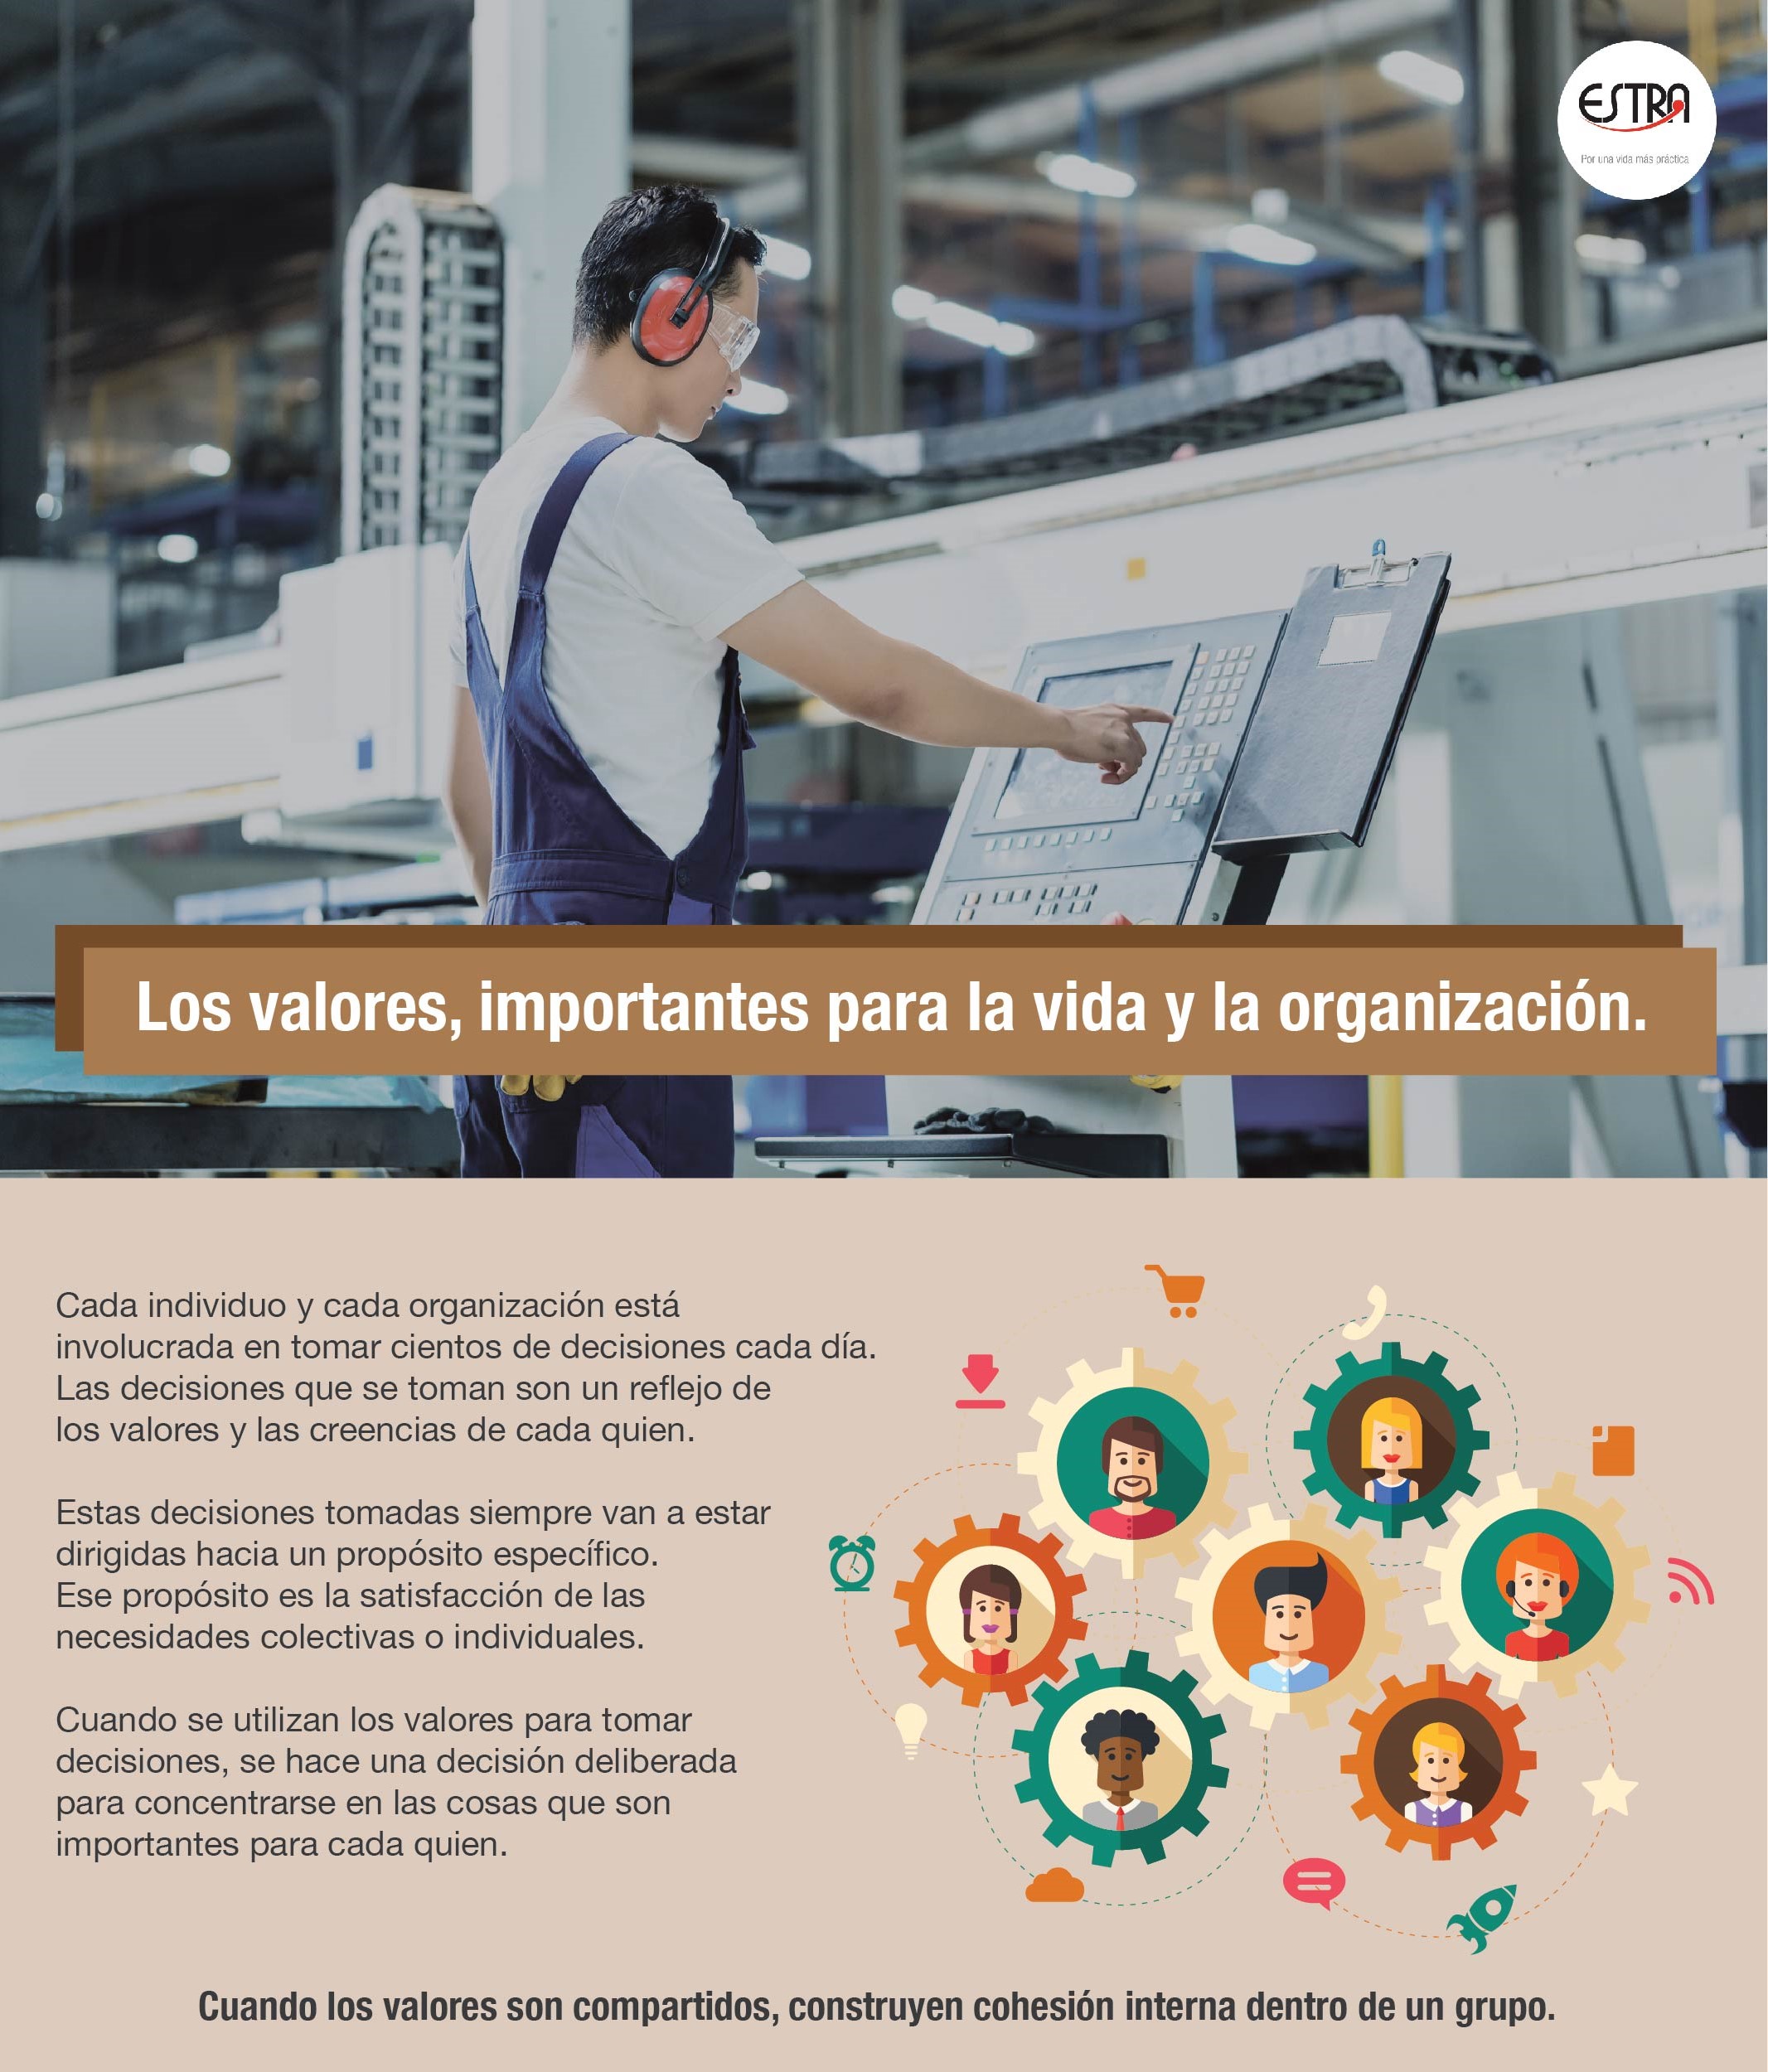 ESTRA
Por una vida más práctica
Los valores, importantes para la vida y la organización.
Cada individuo y cada organización está
involucrada en tomar cientos de decisiones cada día.
Las decisiones que se toman son un reflejo de
los valores y las creencias de cada quien.
Estas decisiones tomadas siempre van a estar
dirigidas hacia un propósito específico.
Ese propósito es la satisfacción de las
necesidades colectivas o individuales.
Cuando se utilizan los valores para tomar
decisiones, se hace una decisión deliberada
para concentrarse en las cosas que son
importantes para cada quien.
Cuando los valores son compartidos, construyen cohesión interna dentro de un grupo.